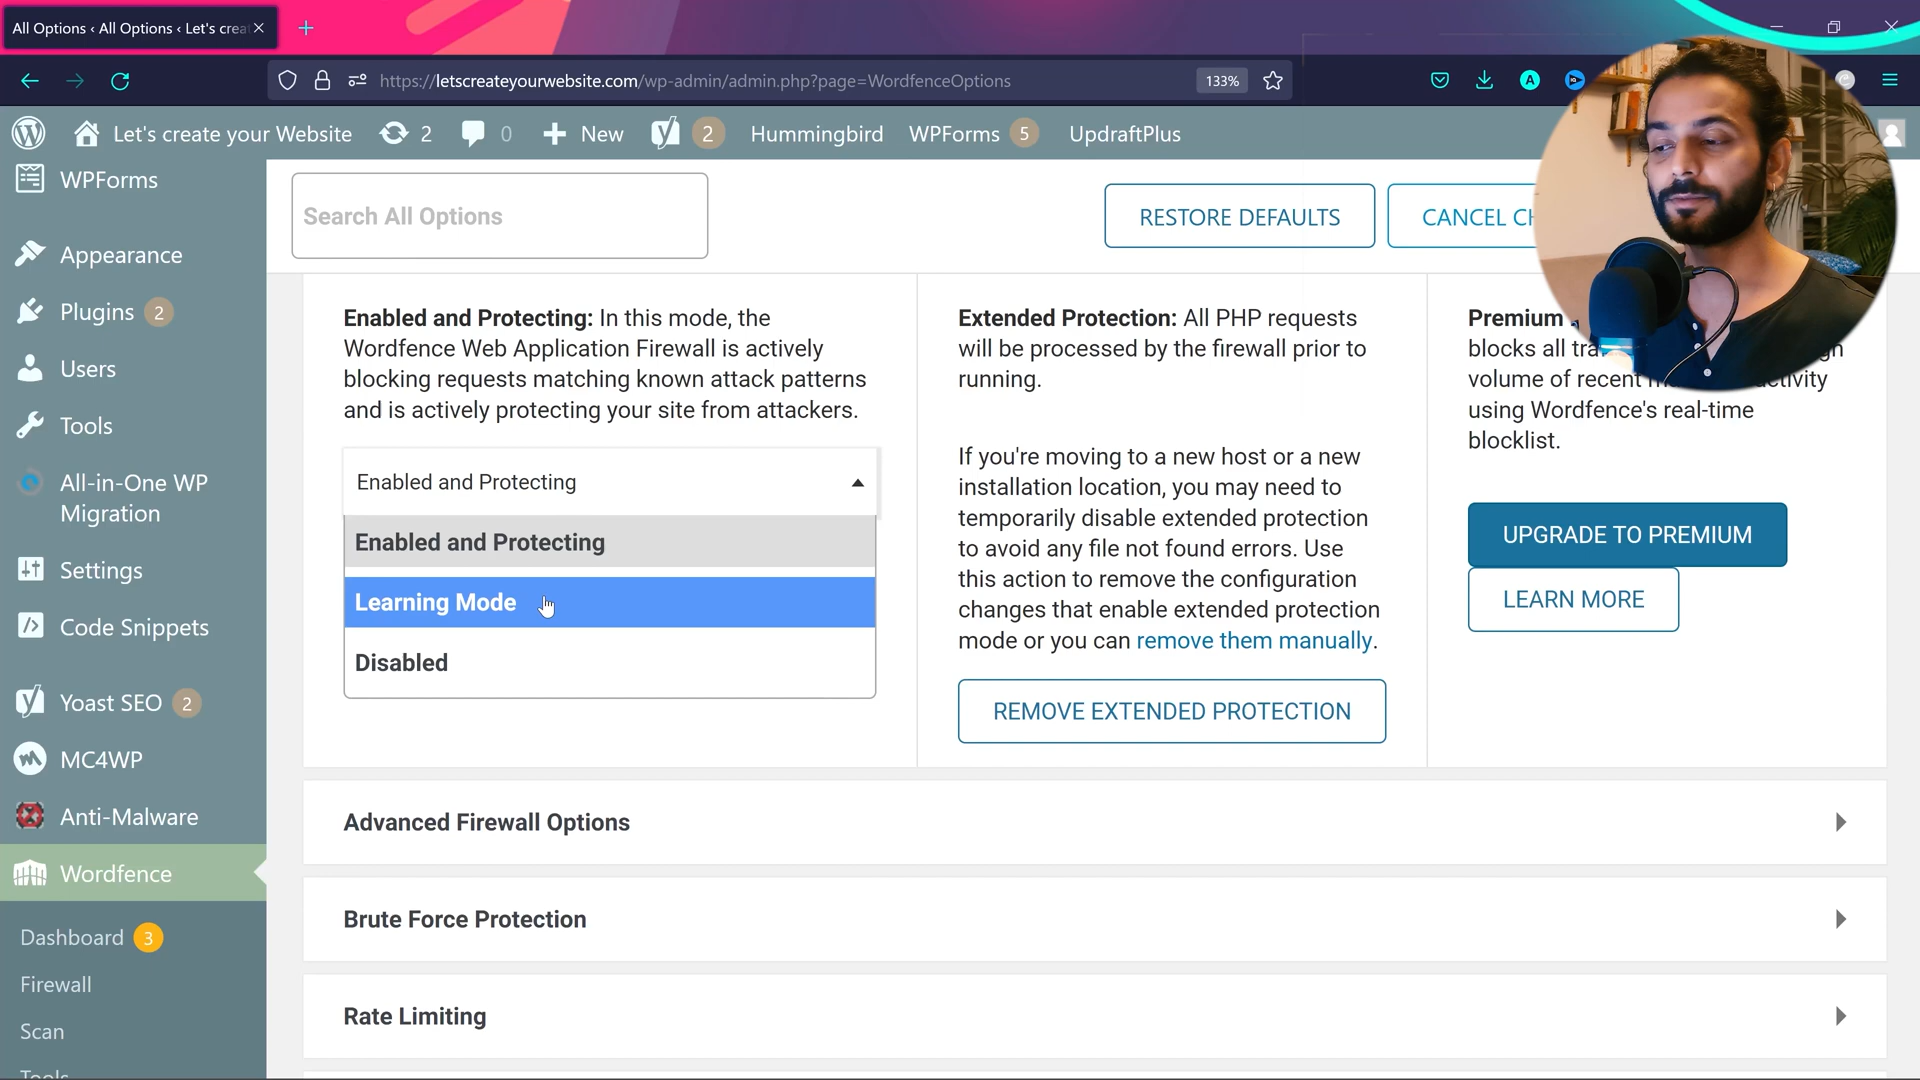 All Options ‹ All Options ‹ Let's crea
https://letscreateyourwebsite.com/wp-admin/admin.php?page=WordfenceOptions
133%
A
Let's create your Website
2
0
New
2
Hummingbird
WPForms
5
UpdraftPlus
WPForms
Appearance
Plugins 2
Users
Tools
All-in-One WP
Migration
Settings
Code Snippets
Yoast SEO 2
MC4WP
Anti-Malware
Wordfence
Dashboard 3
Firewall
Scan
Tools
Search All Options
RESTORE DEFAULTS
CANCEL
Enabled and Protecting: In this mode, the
Wordfence Web Application Firewall is actively
blocking requests matching known attack patterns
and is actively protecting your site from attackers.
Enabled and Protecting
Enabled and Protecting
Learning Mode
Disabled
Extended Protection: All PHP requests
will be processed by the firewall prior to
running.
If you're moving to a new host or a new
installation location, you may need to
temporarily disable extended protection
to avoid any file not found errors. Use
this action to remove the configuration
changes that enable extended protection
mode or you can remove them manually.
REMOVE EXTENDED PROTECTION
Premium
blocks all
volume of recent
using Wordfence's real-time
blocklist.
UPGRADE TO PREMIUM
LEARN MORE
Advanced Firewall Options
Brute Force Protection
Rate Limiting